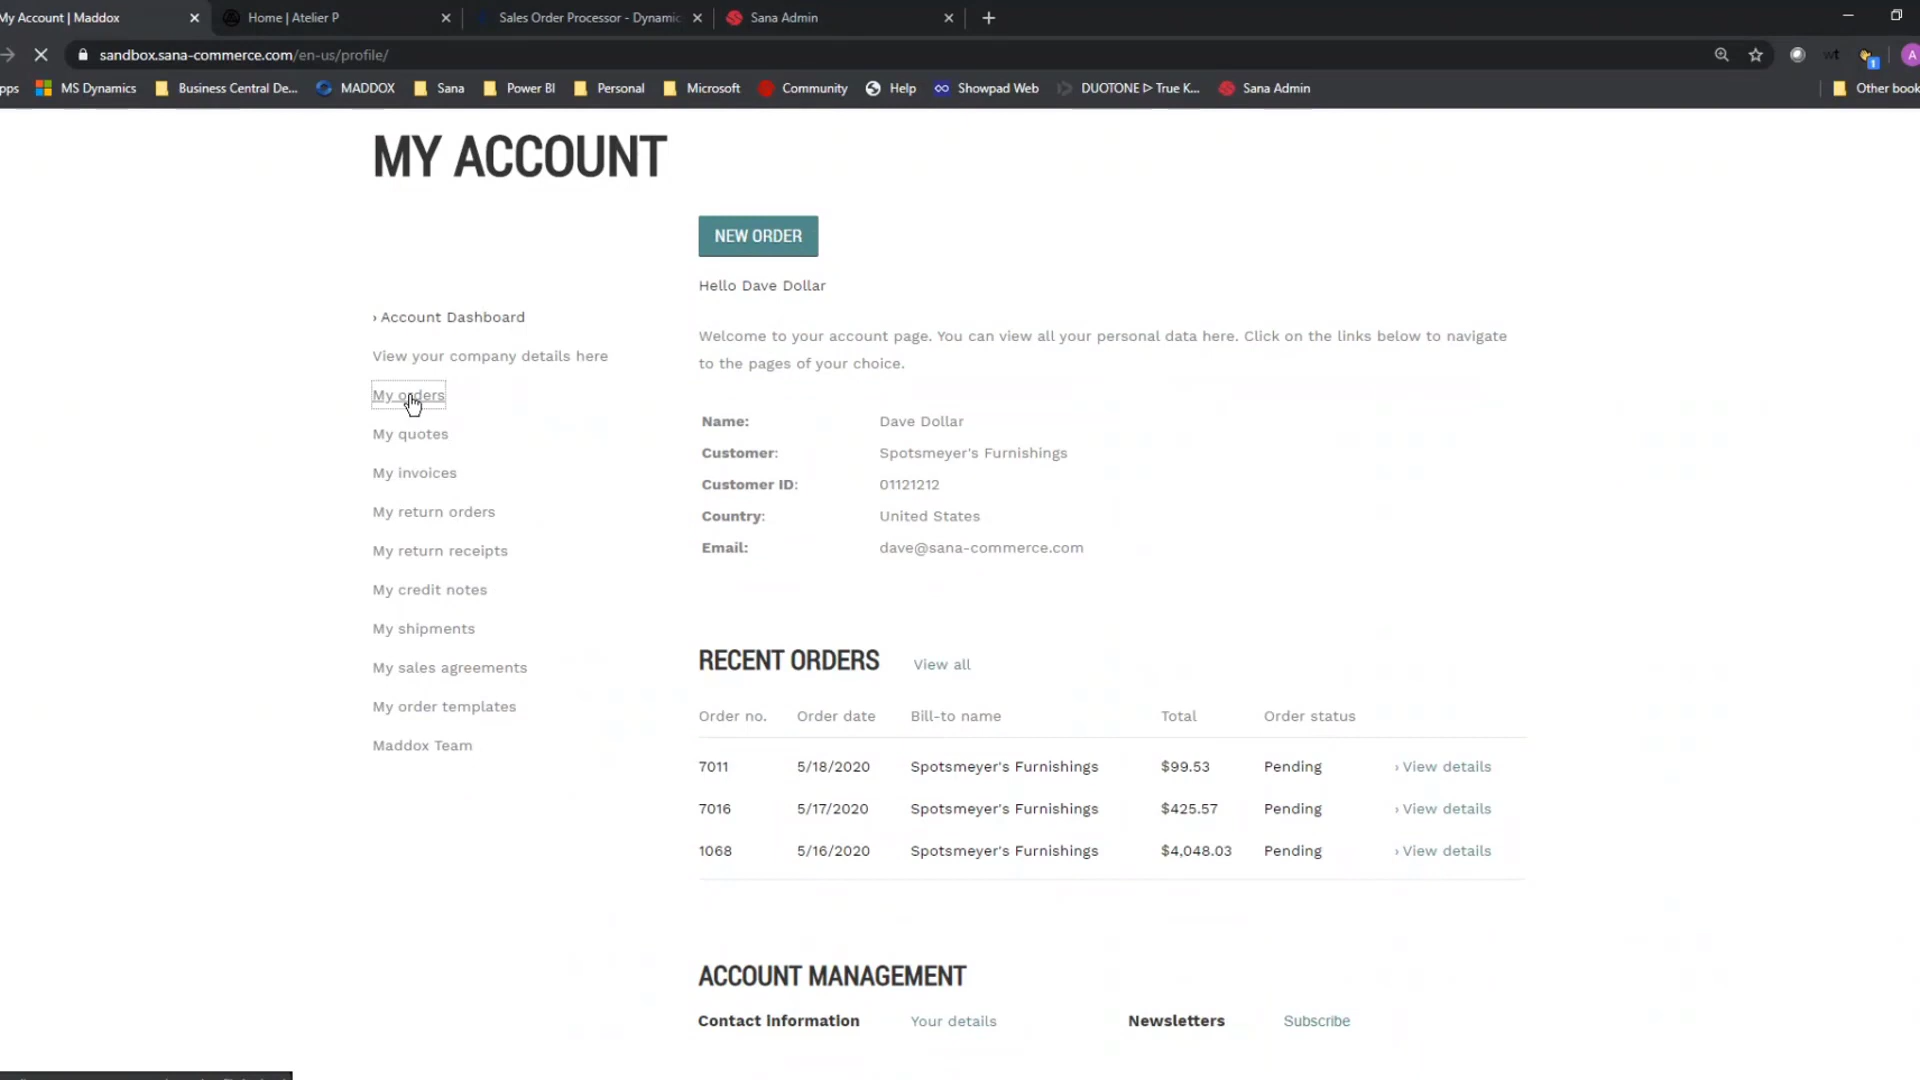 My Account | Maddox
Home | Atelier P
Sales Order Processor - Dynamic
Sana Admin
sandbox.sana-commerce.com/en-us/profile/
MS Dynamics
Business Central De...
MADDOX
Sana
Power BI
Personal
Microsoft
Community
Help
Showpad Web
DUOTONE ᐅ True K...
Sana Admin
Other book
MY ACCOUNT
NEW ORDER
Hello Dave Dollar
› Account Dashboard
View your company details here
My orders
My quotes
My invoices
My return orders
My return receipts
My credit notes
My shipments
My sales agreements
My order templates
Maddox Team
Welcome to your account page. You can view all your personal data here. Click on the links below to navigate
to the pages of your choice.
Name: Dave Dollar
Customer: Spotsmeyer's Furnishings
Customer ID: 01121212
Country: United States
Email: dave@sana-commerce.com
RECENT ORDERS View all
Order no. Order date Bill-to name Total Order status
7011 5/18/2020 Spotsmeyer's Furnishings $99.53 Pending › View details
7016 5/17/2020 Spotsmeyer's Furnishings $425.57 Pending › View details
1068 5/16/2020 Spotsmeyer's Furnishings $4,048.03 Pending › View details
ACCOUNT MANAGEMENT
Contact information Your details Newsletters Subscribe